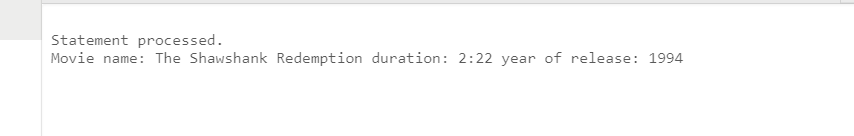 Statement processed.
Movie name: The Shawshank Redemption duration: 2:22 year of release: 1994